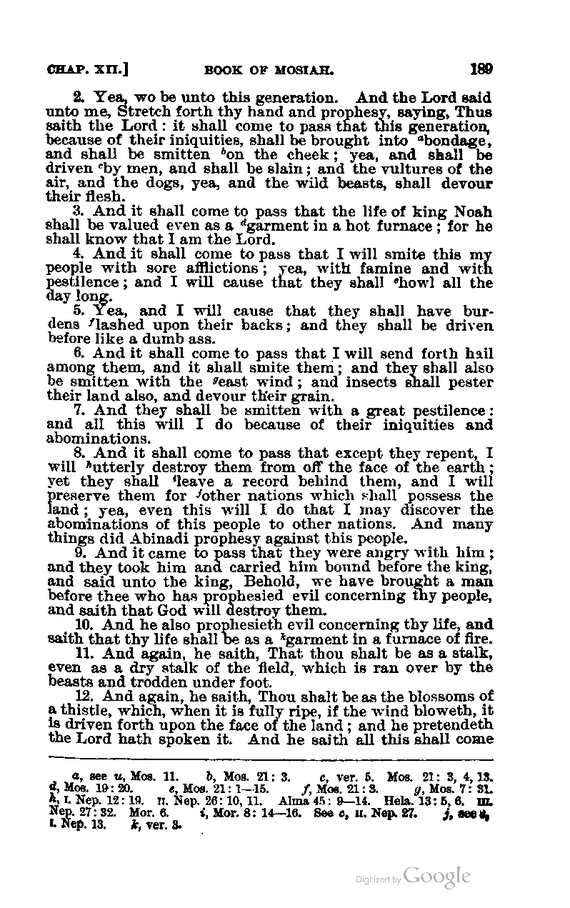 CHAP. XII.] BOOK OF MOSIAH. 189
2. Yea, wo be unto this generation. And the Lord said
unto me, Stretch forth thy hand and prophesy, saying, Thus
saith the Lord: it shall come to pass that this generation,
because of their iniquities, shall be brought into ᵃbondage,
and shall be smitten ᵇon the cheek; yea, and shall be
driven ᶜby men, and shall be slain; and the vultures of the
air, and the dogs, yea, and the wild beasts, shall devour
their flesh.
3. And it shall come to pass that the life of king Noah
shall be valued even as a ᵈgarment in a hot furnace; for he
shall know that I am the Lord.
4. And it shall come to pass that I will smite this my
people with sore afflictions; yea, with famine and with
pestilence; and I will cause that they shall ᵉhowl all the
day long.
5. Yea, and I will cause that they shall have bur-
dens ᶠlashed upon their backs; and they shall be driven
before like a dumb ass.
6. And it shall come to pass that I will send forth hail
among them, and it shall smite them; and they shall also
be smitten with the ᵍeast wind; and insects shall pester
their land also, and devour their grain.
7. And they shall be smitten with a great pestilence:
and all this will I do because of their iniquities and
abominations.
8. And it shall come to pass that except they repent, I
will ʰutterly destroy them from off the face of the earth;
yet they shall ⁱleave a record behind them, and I will
preserve them for ʲother nations which shall possess the
land; yea, even this will I do that I may discover the
abominations of this people to other nations. And many
things did Abinadi prophesy against this people.
9. And it came to pass that they were angry with him;
and they took him and carried him bound before the king,
and said unto the king, Behold, we have brought a man
before thee who has prophesied evil concerning thy people,
and saith that God will destroy them.
10. And he also prophesieth evil concerning thy life, and
saith that thy life shall be as a ᵏgarment in a furnace of fire.
11. And again, he saith, That thou shalt be as a stalk,
even as a dry stalk of the field, which is ran over by the
beasts and trodden under foot.
12. And again, he saith, Thou shalt be as the blossoms of
a thistle, which, when it is fully ripe, if the wind bloweth, it
is driven forth upon the face of the land; and he pretendeth
the Lord hath spoken it. And he saith all this shall come
a, see u, Mos. 11. b, Mos. 21: 3. c, ver. 5. Mos. 21: 3, 4, 13.
d, Mos. 19: 20. e, Mos. 21: 1—15. f, Mos. 21: 3. g, Mos. 7: 31.
h, I. Nep. 12: 19. II. Nep. 26: 10, 11. Alma 45: 9—14. Hela. 13: 5, 6. III.
Nep. 27: 32. Mor. 6. i, Mor. 8: 14—16. See c, II. Nep. 27. j, see
I. Nep. 13. k, ver. 3.
Digitized by Google